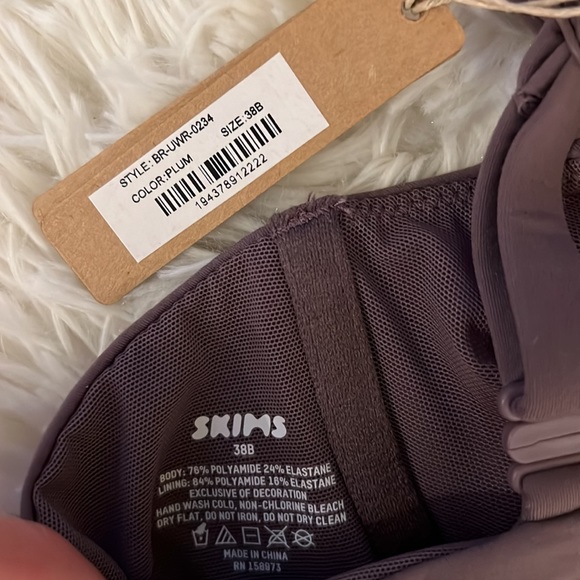 STYLE: BR-UWR-0234
COLOR:PLUM SIZE:38B
194378912222
SKIMS
38B
BODY: 76% POLYAMIDE 24% ELASTANE
LINING: 84% POLYAMIDE 16% ELASTANE
EXCLUSIVE OF DECORATION
HAND WASH COLD, NON-CHLORINE BLEACH
DRY FLAT, DO NOT IRON, DO NOT DRY CLEAN
MADE IN CHINA
RN 158973